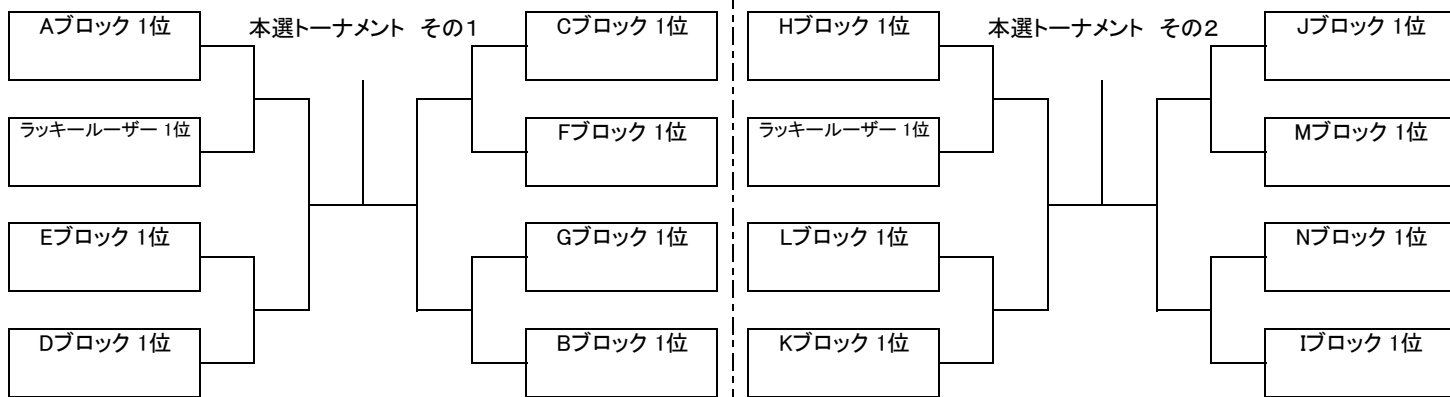 Aブロック 1位
本選トーナメント その1
Cブロック 1位
ラッキールーザー 1位
Fブロック 1位
Eブロック 1位
Gブロック 1位
Dブロック 1位
Bブロック 1位
Hブロック 1位
本選トーナメント その2
Jブロック 1位
ラッキールーザー 1位
Mブロック 1位
Lブロック 1位
Nブロック 1位
Kブロック 1位
Iブロック 1位